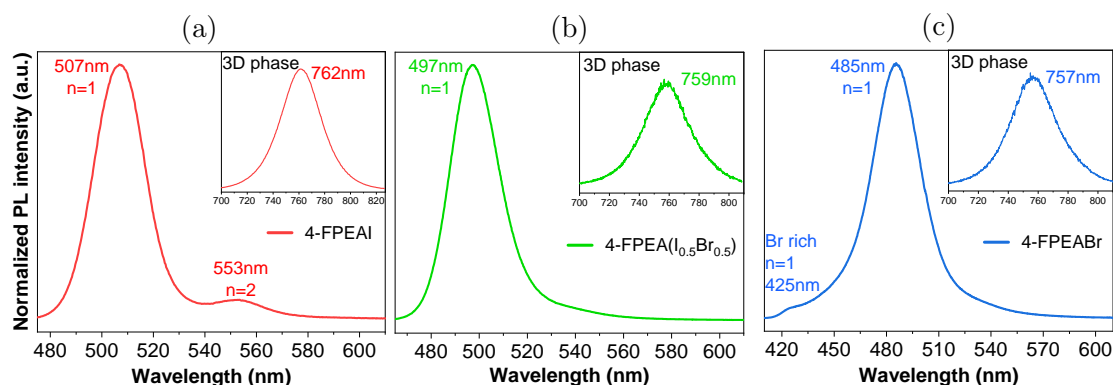 (a)
(b)
(c)
Normalized PL intensity (a.u.)
507nm
n=1
3D phase
762nm
700 720 740 760 780 800 820
4-FPEAI
553nm
n=2
480 500 520 540 560 580 600
Wavelength (nm)
497nm
n=1
3D phase
759nm
700 720 740 760 780 800
4-FPEA(I0.5Br0.5)
480 500 520 540 560 580 600
Wavelength (nm)
485nm
n=1
3D phase
757nm
700 720 740 760 780 800
4-FPEABr
Br rich
n=1
425nm
420 450 480 510 540 570 600
Wavelength (nm)